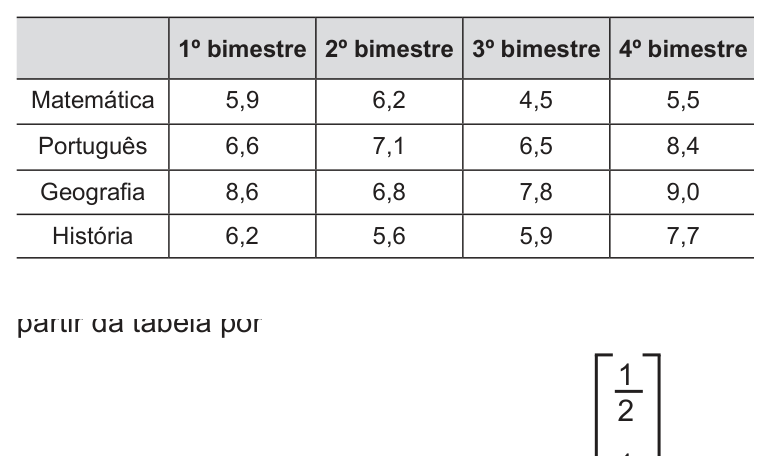 1º bimestre 2º bimestre 3º bimestre 4º bimestre
Matemática 5,9 6,2 4,5 5,5
Português 6,6 7,1 6,5 8,4
Geografia 8,6 6,8 7,8 9,0
História 6,2 5,6 5,9 7,7
partir da tabela por
1
2